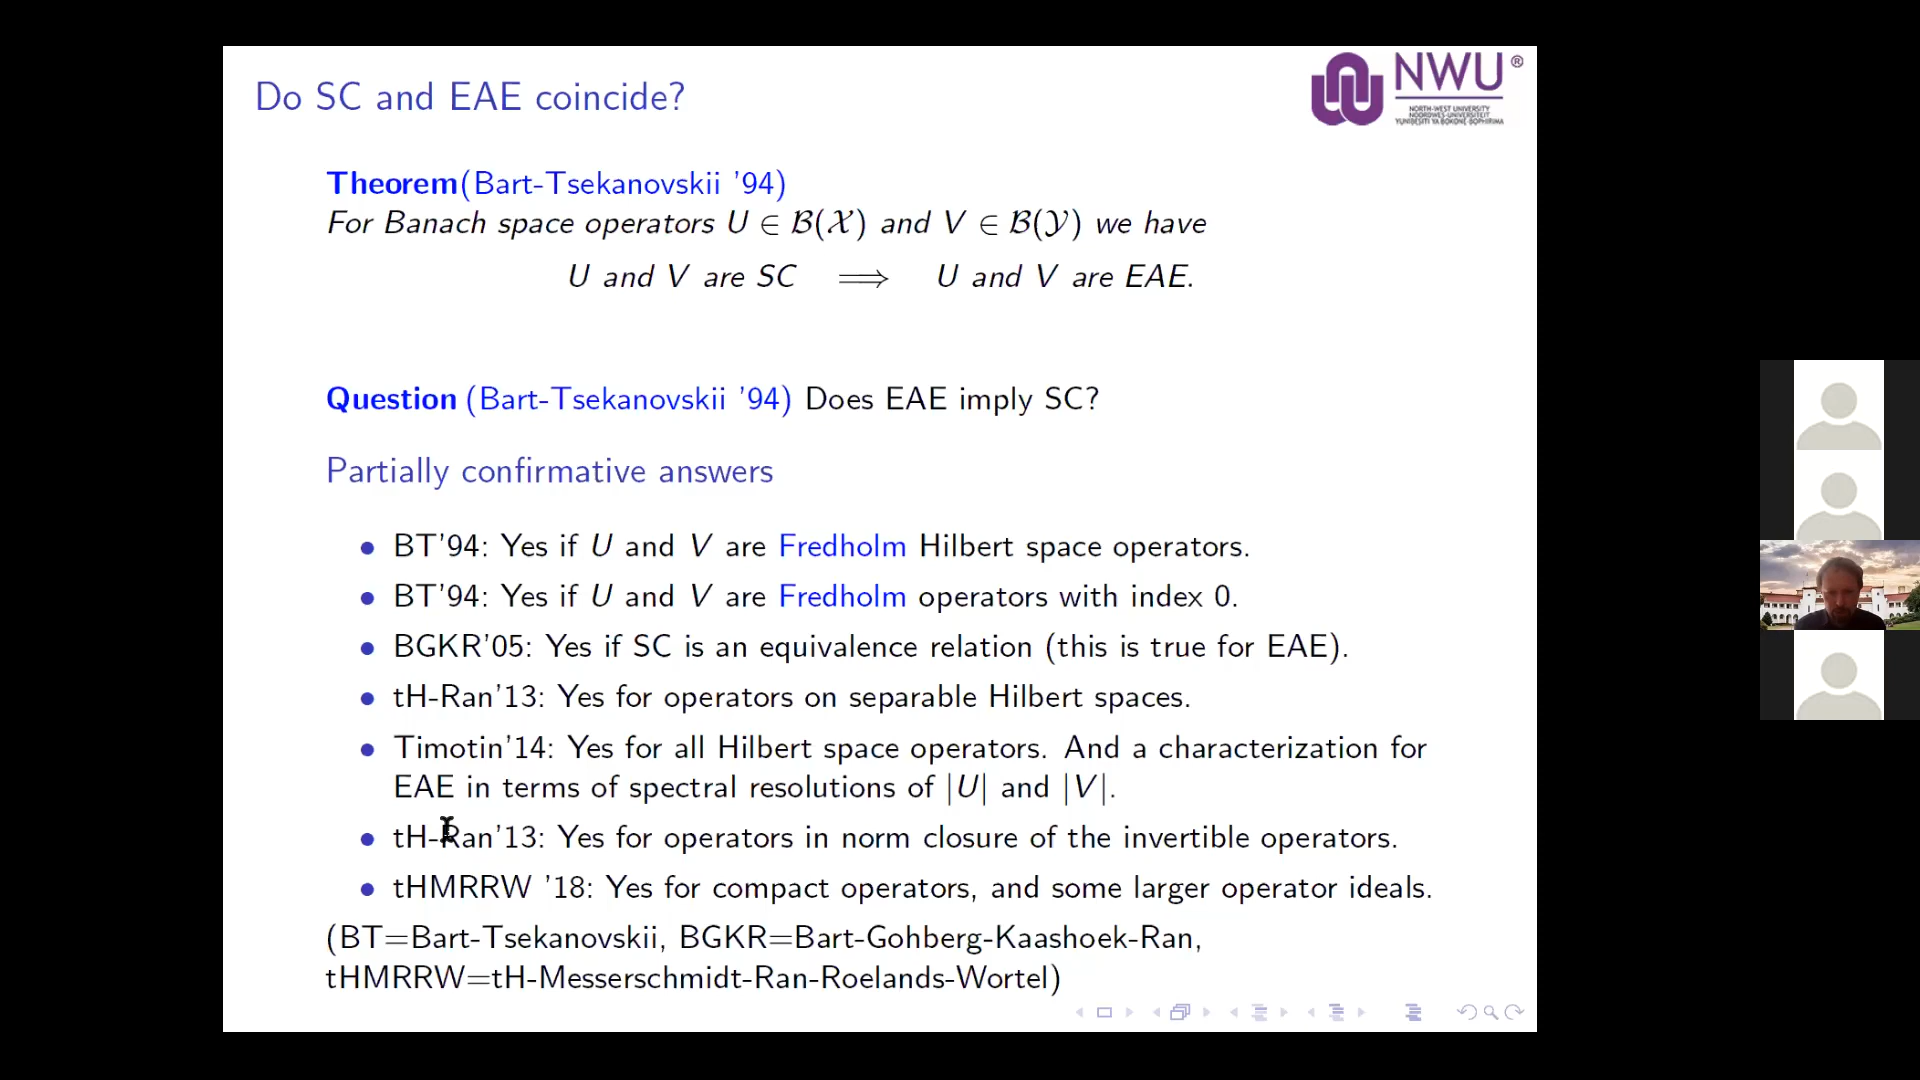 Do SC and EAE coincide?
NWU®
NORTH-WEST UNIVERSITY
NOORDWES-UNIVERSITEIT
YUNIBESITI YA BOKONE-BOPHIRIMA
Theorem(Bart-Tsekanovskii ’94)
For Banach space operators U ∈ ℬ(𝒳) and V ∈ ℬ(𝒴) we have
U and V are SC ⟹ U and V are EAE.
Question (Bart-Tsekanovskii ’94) Does EAE imply SC?
Partially confirmative answers
• BT’94: Yes if U and V are Fredholm Hilbert space operators.
• BT’94: Yes if U and V are Fredholm operators with index 0.
• BGKR’05: Yes if SC is an equivalence relation (this is true for EAE).
• tH-Ran’13: Yes for operators on separable Hilbert spaces.
• Timotin’14: Yes for all Hilbert space operators. And a characterization for
EAE in terms of spectral resolutions of |U| and |V|.
• tH-Ran’13: Yes for operators in norm closure of the invertible operators.
• tHMRRW ’18: Yes for compact operators, and some larger operator ideals.
(BT=Bart-Tsekanovskii, BGKR=Bart-Gohberg-Kaashoek-Ran,
tHMRRW=tH-Messerschmidt-Ran-Roelands-Wortel)